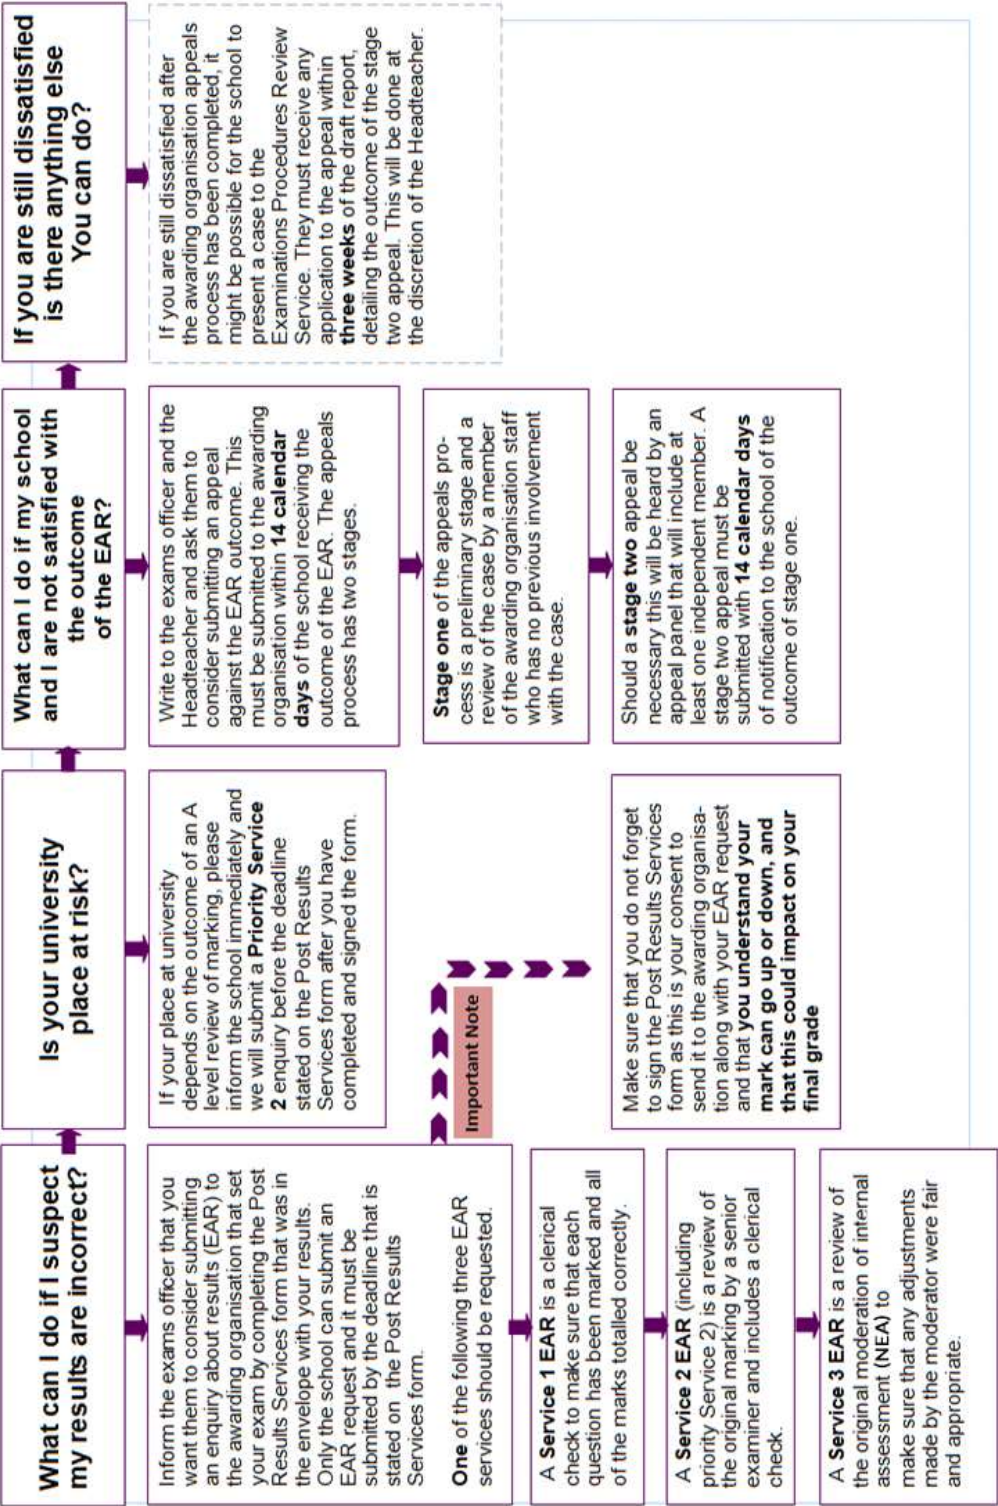 What can I do if I suspect
my results are incorrect?
Inform the exams officer that you
want them to consider submitting
an enquiry about results (EAR) to
the awarding organisation that set
your exam by completing the Post
Results Services form that was in
the envelope with your results.
Only the school can submit an
EAR request and it must be
submitted by the deadline that is
stated on the Post Results
Services form.
One of the following three EAR
services should be requested.
A Service 1 EAR is a clerical
check to make sure that each
question has been marked and all
of the marks totalled correctly.
A Service 2 EAR (including
priority Service 2) is a review of
the original marking by a senior
examiner and includes a clerical
check.
A Service 3 EAR is a review of
the original moderation of internal
assessment (NEA) to
make sure that any adjustments
made by the moderator were fair
and appropriate.
Is your university
place at risk?
If your place at university
depends on the outcome of an A
level review of marking, please
inform the school immediately and
we will submit a Priority Service
2 enquiry before the deadline
stated on the Post Results
Services form after you have
completed and signed the form.
Important Note
Make sure that you do not forget
to sign the Post Results Services
form as this is your consent to
send it to the awarding organisa-
tion along with your EAR request
and that you understand your
mark can go up or down, and
that this could impact on your
final grade
What can I do if my school
and I are not satisfied with
the outcome
of the EAR?
Write to the exams officer and the
Headteacher and ask them to
consider submitting an appeal
against the EAR outcome. This
must be submitted to the awarding
organisation within 14 calendar
days of the school receiving the
outcome of the EAR. The appeals
process has two stages.
Stage one of the appeals pro-
cess is a preliminary stage and a
review of the case by a member
of the awarding organisation staff
who has no previous involvement
with the case.
Should a stage two appeal be
necessary this will be heard by an
appeal panel that will include at
least one independent member. A
stage two appeal must be
submitted with 14 calendar days
of notification to the school of the
outcome of stage one.
If you are still dissatisfied
is there anything else
You can do?
If you are still dissatisfied after
the awarding organisation appeals
process has been completed, it
might be possible for the school to
present a case to the
Examinations Procedures Review
Service. They must receive any
application to the appeal within
three weeks of the draft report,
detailing the outcome of the stage
two appeal. This will be done at
the discretion of the Headteacher.